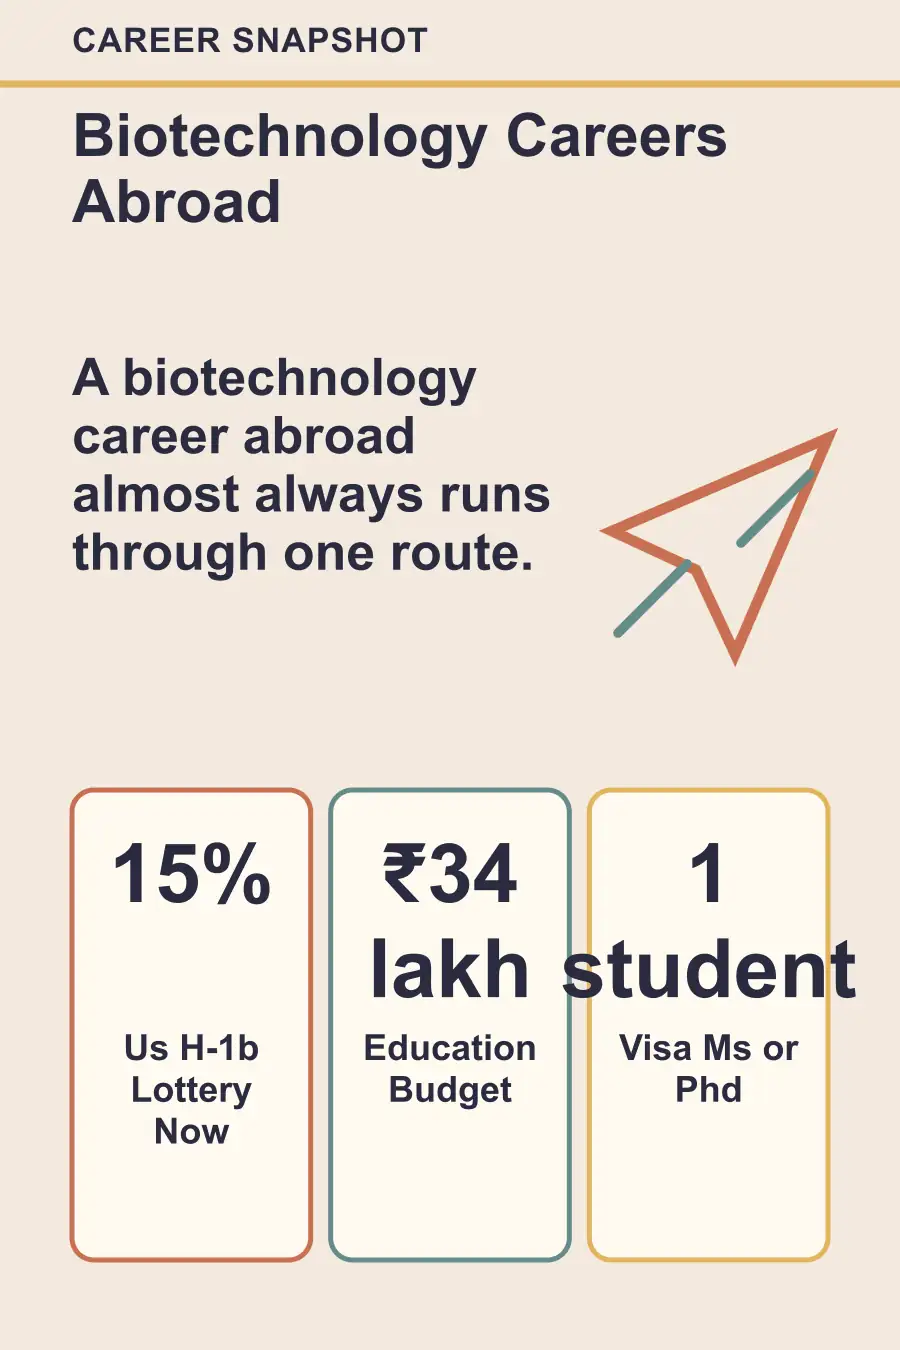 CAREER SNAPSHOT
Biotechnology Careers
Abroad
A biotechnology
career abroad
almost always runs
through one route.
15%
Us H-1b
Lottery
Now
₹34
lakh
Education
Budget
1
student
Visa Ms or
Phd